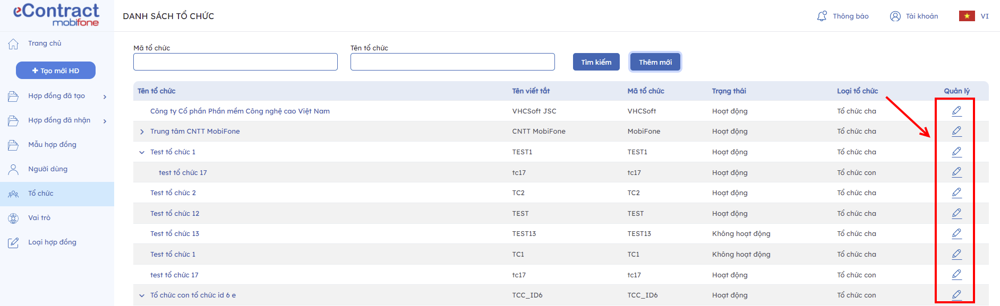 eContract
mobifone
DANH SÁCH TỔ CHỨC
Thông báo
Tài khoản
VI
Trang chủ
Tạo mới HĐ
Hợp đồng đã tạo
Hợp đồng đã nhận
Mẫu hợp đồng
Người dùng
Tổ chức
Vai trò
Loại hợp đồng
Mã tổ chức
Tên tổ chức
Tìm kiếm
Thêm mới
Tên tổ chức Tên viết tắt Mã tổ chức Trạng thái Loại tổ chức Quản lý
Công ty Cổ phần Phần mềm Công nghệ cao Việt Nam VHCSoft JSC VHCSoft Hoạt động Tổ chức cha
Trung tâm CNTT MobiFone CNTT MobiFone MobiFone Hoạt động Tổ chức cha
Test tổ chức 1 TEST1 TEST1 Hoạt động Tổ chức cha
test tổ chức 17 tc17 tc17 Hoạt động Tổ chức con
Test tổ chức 2 TC2 TC2 Hoạt động Tổ chức cha
Test tổ chức 12 TEST TEST Hoạt động Tổ chức cha
Test tổ chức 13 TEST13 TEST13 Không hoạt động Tổ chức cha
Test tổ chức 1 TC1 TC1 Không hoạt động Tổ chức cha
test tổ chức 17 tc17 tc17 Hoạt động Tổ chức con
Tổ chức con tổ chức id 6 e TCC_ID6 TCC_ID6 Hoạt động Tổ chức con